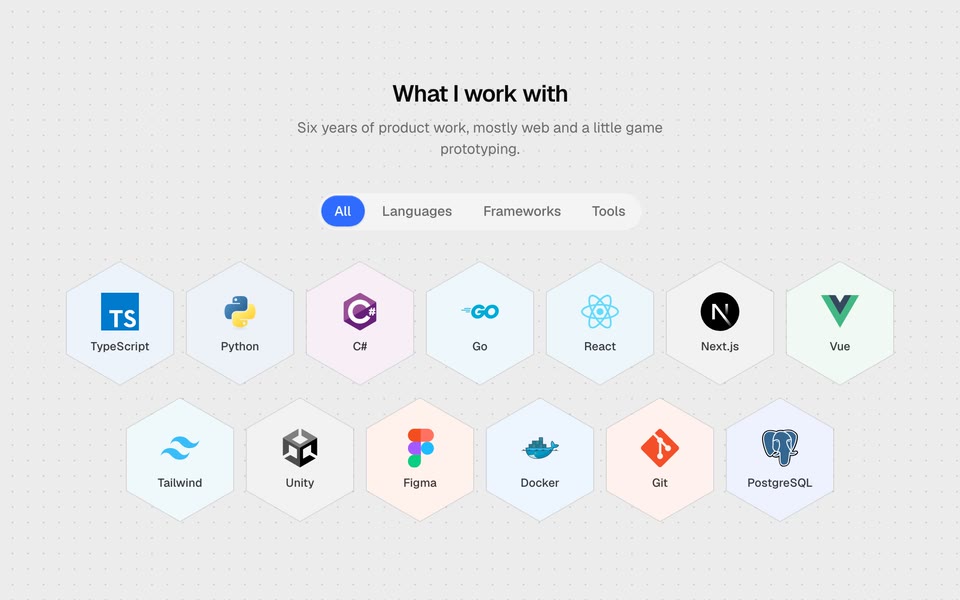 What I work with
Six years of product work, mostly web and a little game
prototyping.
All Languages Frameworks Tools
TS GO N
TypeScript Python C# Go React Next.js Vue
Tailwind Unity Figma Docker Git PostgreSQL